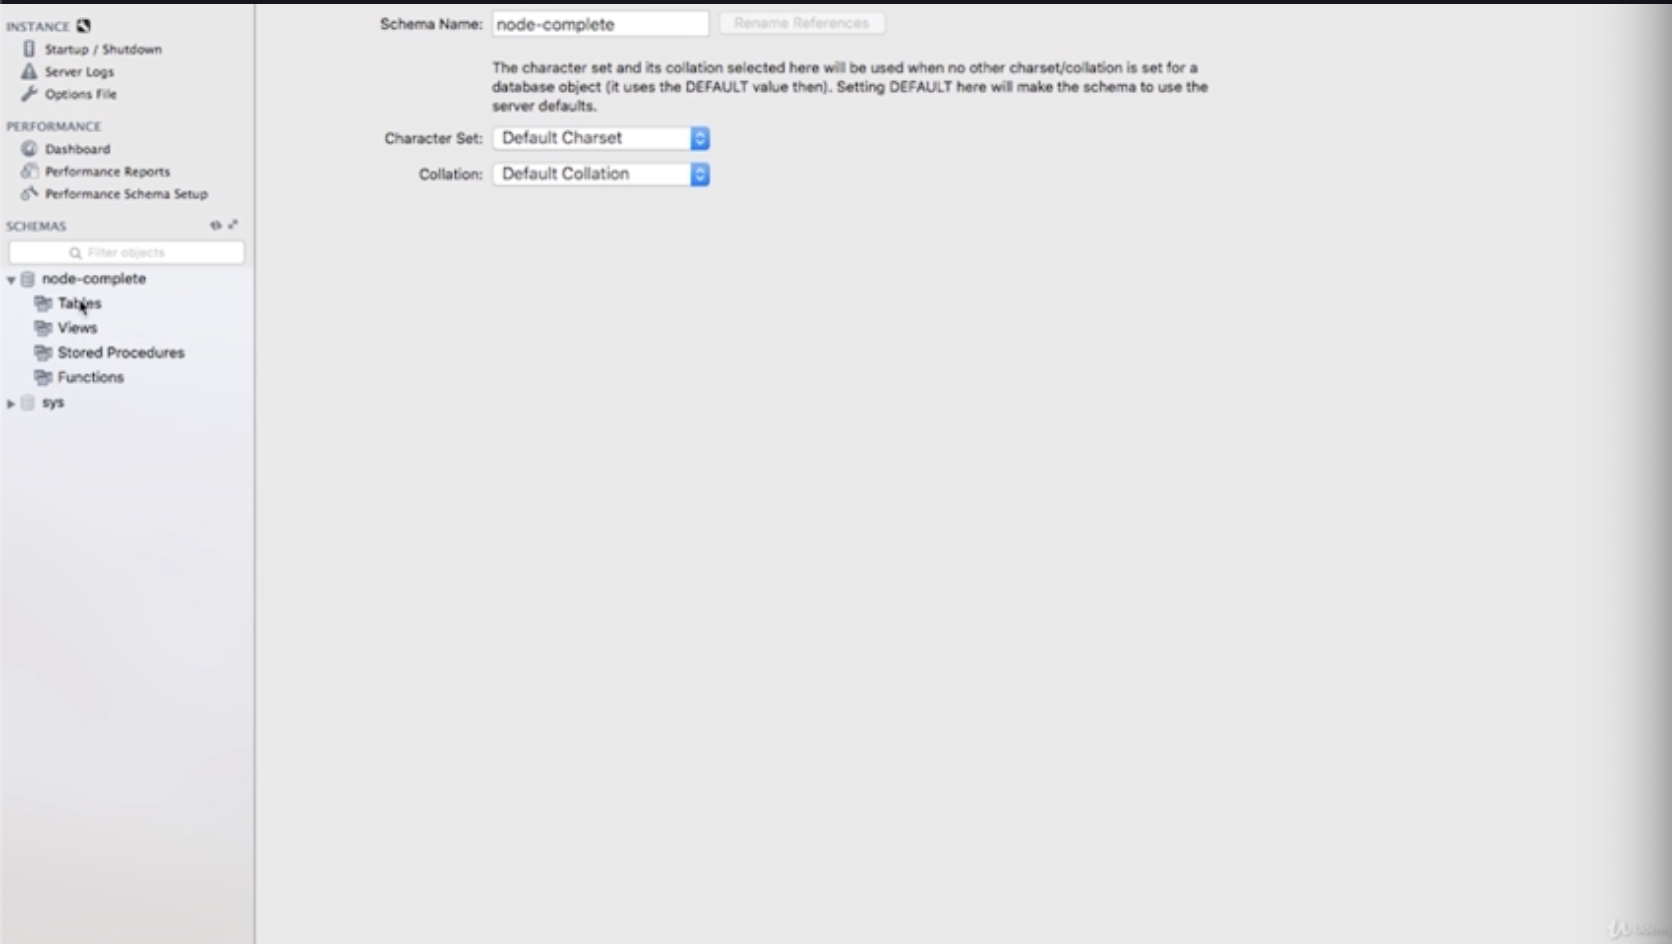 INSTANCE
Startup / Shutdown
Server Logs
Options File
PERFORMANCE
Dashboard
Performance Reports
Performance Schema Setup
SCHEMAS
Filter objects
node-complete
Tables
Views
Stored Procedures
Functions
sys
Schema Name: node-complete Rename References
The character set and its collation selected here will be used when no other charset/collation is set for a
database object (it uses the DEFAULT value then). Setting DEFAULT here will make the schema to use the
server defaults.
Character Set: Default Charset
Collation: Default Collation